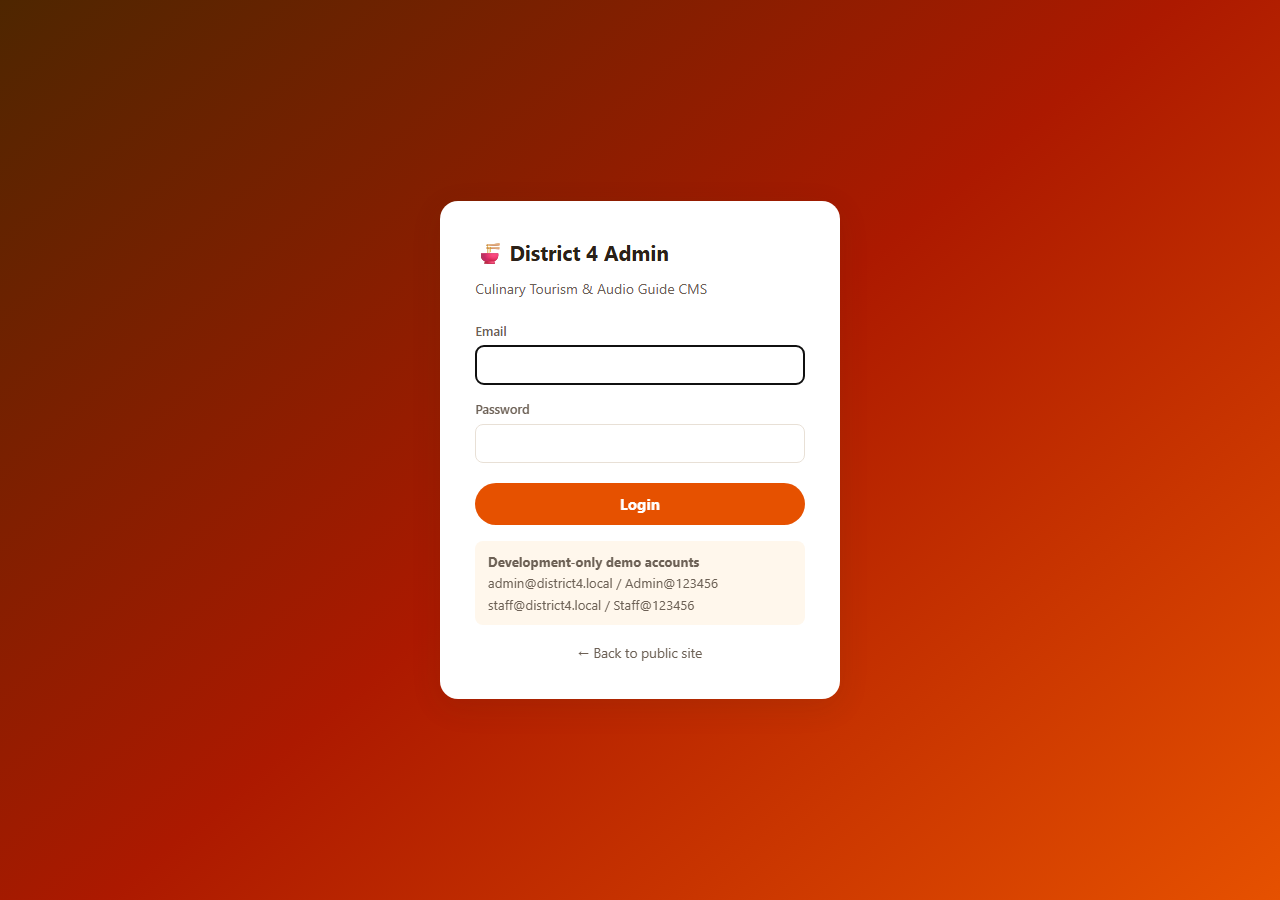 District 4 Admin
Culinary Tourism & Audio Guide CMS
Email
Password
Login
Development-only demo accounts
admin@district4.local / Admin@123456
staff@district4.local / Staff@123456
← Back to public site